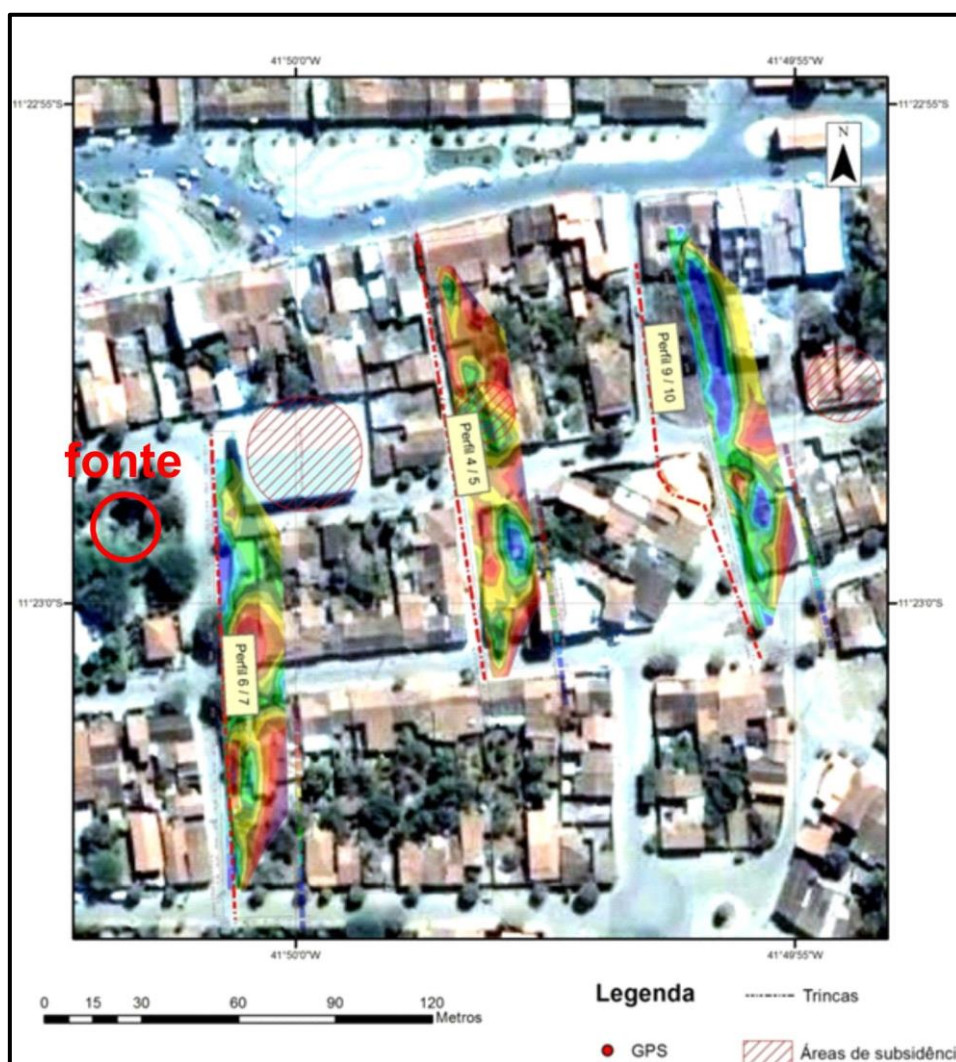 41°50'0"W
41°49'55"W
11°22'55"S
11°22'55"S
N
Perfil 9 / 10
Perfil 4 / 5
fonte
11°23'0"S
11°23'0"S
Perfil 6 / 7
41°50'0"W
41°49'55"W
0 15 30 60 90 120
Metros
Legenda
Trincas
GPS
Áreas de subsidênci